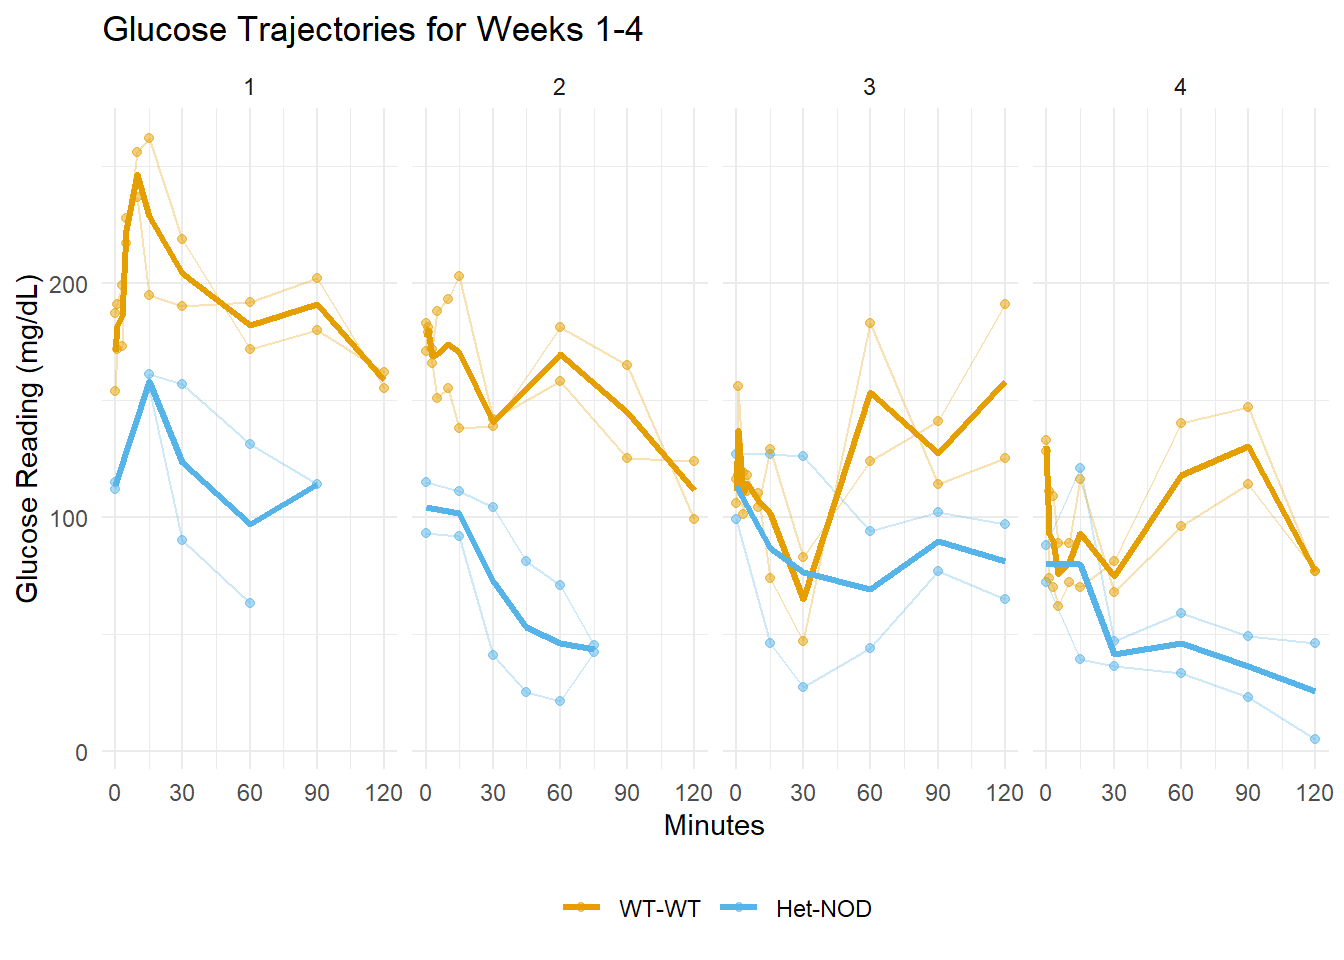 Glucose Trajectories for Weeks 1-4
1 2 3 4
200
100
0
Glucose Reading (mg/dL)
0 30 60 90 120 0 30 60 90 120 0 30 60 90 120 0 30 60 90 120
Minutes
WT-WT Het-NOD